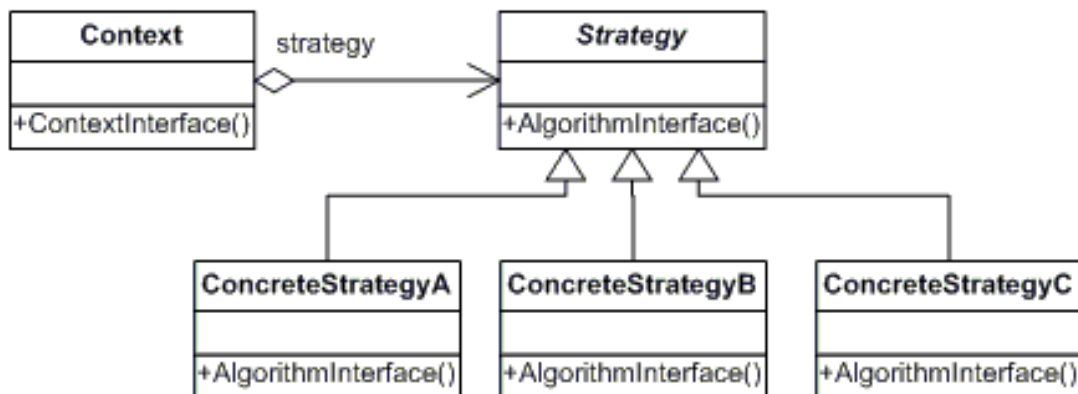 Context
strategy
Strategy
+ContextInterface()
+AlgorithmInterface()
ConcreteStrategyA
ConcreteStrategyB
ConcreteStrategyC
+AlgorithmInterface()
+AlgorithmInterface()
+AlgorithmInterface()